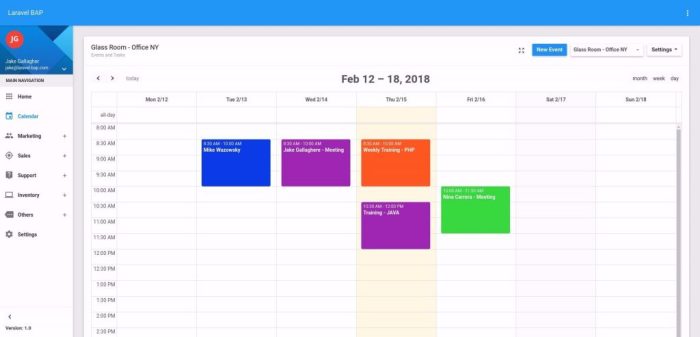 Laravel BAP
JG
Jake Gallagher
jake@laravel-bap.com
MAIN NAVIGATION
Home
Calendar
Marketing +
Sales +
Support +
Inventory +
Others +
Settings
Version: 1.0
Glass Room - Office NY
Events and Tasks
New Event
Glass Room - Office NY
Settings
today
Feb 12 – 18, 2018
month week day
Mon 2/12 Tue 2/13 Wed 2/14 Thu 2/15 Fri 2/16 Sat 2/17 Sun 2/18
all-day
8:00 AM
8:30 AM
9:00 AM
9:30 AM
10:00 AM
10:30 AM
11:00 AM
11:30 AM
12:00 PM
12:30 PM
1:00 PM
1:30 PM
2:00 PM
2:30 PM
8:30 AM - 10:00 AM
Mike Wazowsky
8:30 AM - 10:00 AM
Jake Gallaghere - Meeting
8:30 AM - 10:00 AM
Weekly Training - PHP
10:30 AM - 12:00 PM
Training - JAVA
10:00 AM - 11:30 AM
Nina Carrins - Meeting